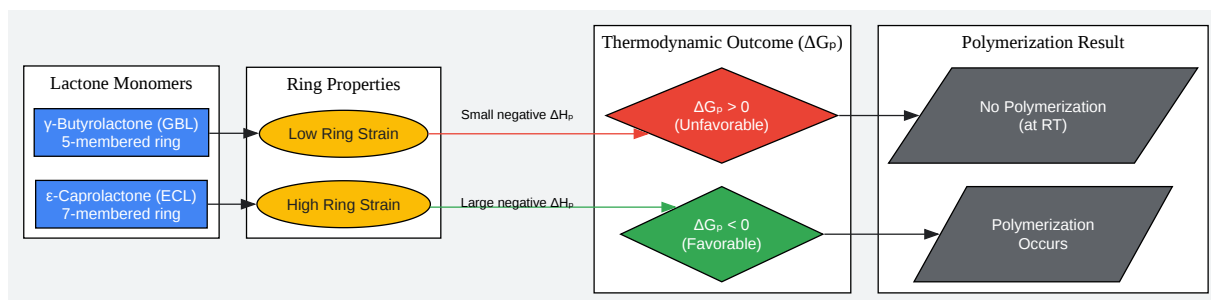 Lactone Monomers
γ-Butyrolactone (GBL)
5-membered ring
ε-Caprolactone (ECL)
7-membered ring
Ring Properties
Low Ring Strain
High Ring Strain
Small negative ΔHₚ
Large negative ΔHₚ
Thermodynamic Outcome (ΔGₚ)
ΔGₚ > 0
(Unfavorable)
ΔGₚ < 0
(Favorable)
Polymerization Result
No Polymerization
(at RT)
Polymerization
Occurs